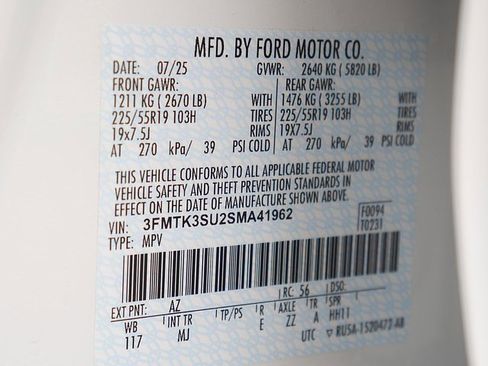 MFD. BY FORD MOTOR CO.
DATE: 07/25 GVWR: 2640 KG ( 5820 LB)
FRONT GAWR: REAR GAWR:
1211 KG ( 2670 LB) WITH 1476 KG ( 3255 LB) WITH
225/55R19 103H TIRES 225/55R19 103H TIRES
19x7.5J RIMS 19x7.5J RIMS
AT 270 kPa/ 39 PSI COLD AT 270 kPa/ 39 PSI COLD
THIS VEHICLE CONFORMS TO ALL APPLICABLE FEDERAL MOTOR
VEHICLE SAFETY AND THEFT PREVENTION STANDARDS IN
EFFECT ON THE DATE OF MANUFACTURE SHOWN ABOVE.
VIN: 3FMTK3SU2SMA41962 F0094
TYPE: MPV T0231
EXT PNT: AZ RC: 56 DSO:
WB INT TR TP/PS R AXLE TR SPR
117 MJ E ZZ A HH11
UTC ▽ RUSA-1520472-AB